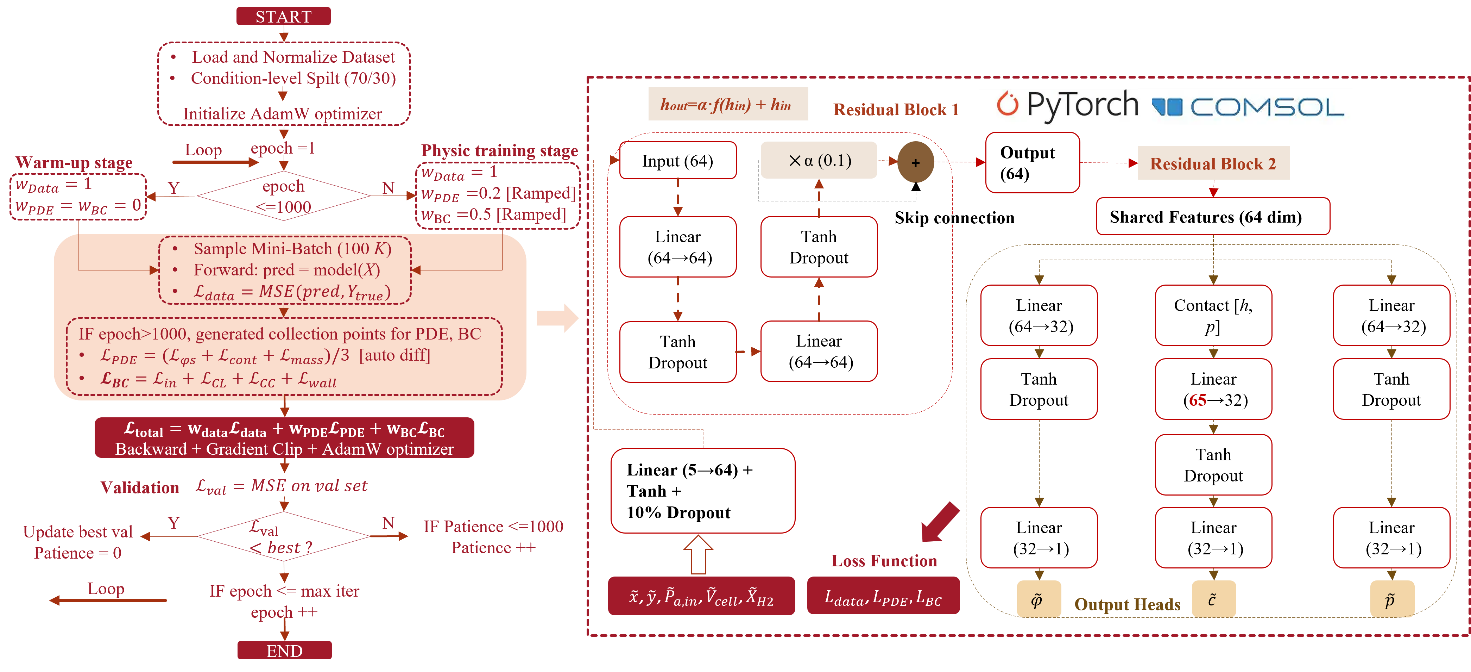 START
• Load and Normalize Dataset
• Condition-level Spilt (70/30)
Initialize AdamW optimizer
Loop
epoch =1
Warm-up stage
w_Data = 1
w_PDE = w_BC = 0
Y
epoch
<=1000
N
Physic training stage
w_Data = 1
w_PDE =0.2 [Ramped]
w_BC =0.5 [Ramped]
• Sample Mini-Batch (100 K)
• Forward: pred = model(X)
• ℒ_data = MSE(pred,Y_true)
IF epoch>1000, generated collection points for PDE, BC
• ℒ_PDE = (ℒ_φs + ℒ_cont + ℒ_mass)/3 [auto diff]
• ℒ_BC = ℒ_in + ℒ_CL + ℒ_CC + ℒ_wall
ℒ_total = w_data ℒ_data + w_PDE ℒ_PDE + w_BC ℒ_BC
Backward + Gradient Clip + AdamW optimizer
Validation
ℒ_val = MSE on val set
Update best val
Patience = 0
Y
ℒ_val
< best ?
N
IF Patience <=1000
Patience ++
Loop
IF epoch <= max iter
epoch ++
END
h_out=α·f(h_in) + h_in
Residual Block 1
PyTorch
COMSOL
Input (64)
× α (0.1)
+
Output
(64)
Residual Block 2
Skip connection
Shared Features (64 dim)
Linear
(64→64)
Tanh
Dropout
Tanh
Dropout
Linear
(64→64)
Linear
(64→32)
Contact [h,
p]
Linear
(64→32)
Tanh
Dropout
Linear
(65→32)
Tanh
Dropout
Tanh
Dropout
Linear
(32→1)
Linear
(32→1)
Linear
(32→1)
φ̃
Output Heads
c̃
p̃
Linear (5→64) +
Tanh +
10% Dropout
Loss Function
x̃, ỹ, P̃_a,in, Ṽ_cell, X̃_H2
L_data, L_PDE, L_BC